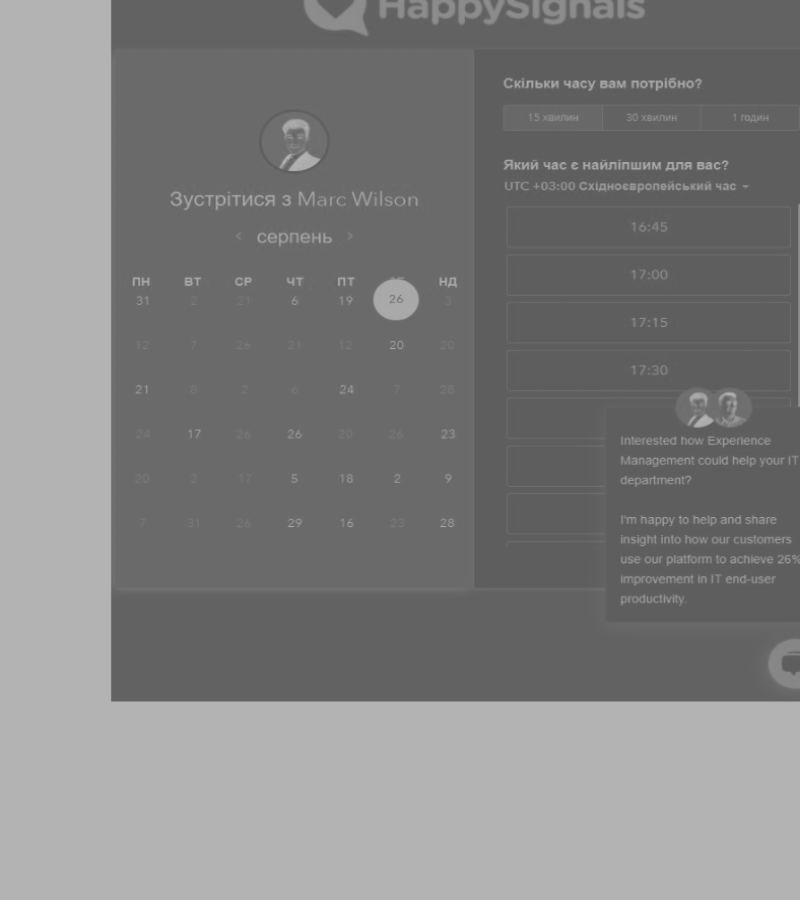 HappySignals
Зустрітися з Marc Wilson
‹ серпень ›
ПН ВТ СР ЧТ ПТ НД
31 2 21 6 19 26 3
12 7 26 21 12 20 20
21 8 2 6 24 7 28
24 17 26 26 20 26 23
20 2 17 5 18 2 9
7 31 26 29 16 23 28
Скільки часу вам потрібно?
15 хвилин 30 хвилин 1 годин
Який час є найліпшим для вас?
UTC +03:00 Східноєвропейський час
16:45
17:00
17:15
17:30
Interested how Experience
Management could help your IT
department?
I'm happy to help and share
insight into how our customers
use our platform to achieve 26%
improvement in IT end-user
productivity.